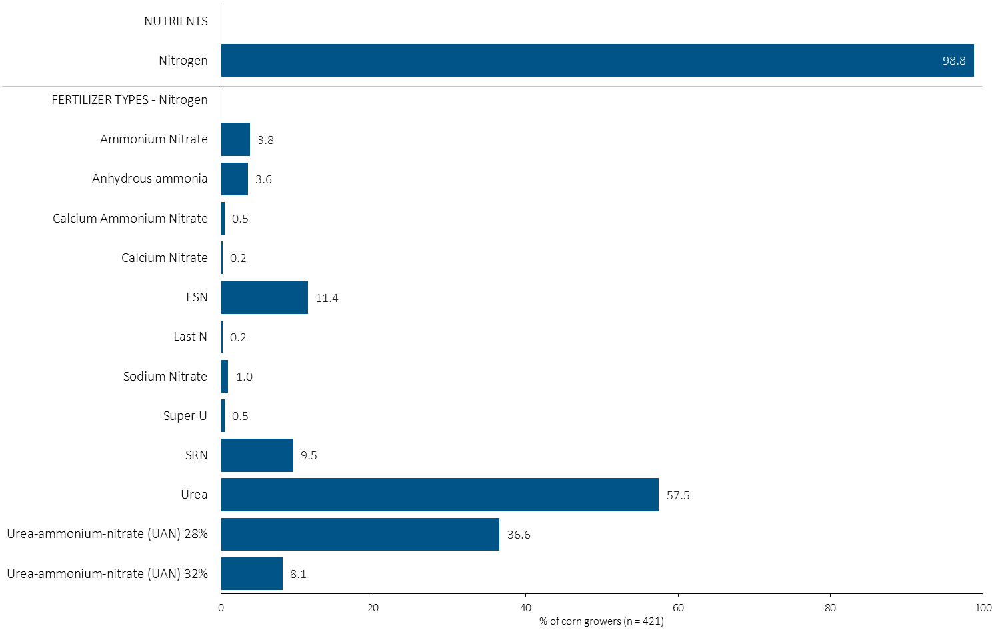 NUTRIENTS
Nitrogen 98.8
FERTILIZER TYPES - Nitrogen
Ammonium Nitrate 3.8
Anhydrous ammonia 3.6
Calcium Ammonium Nitrate 0.5
Calcium Nitrate 0.2
ESN 11.4
Last N 0.2
Sodium Nitrate 1.0
Super U 0.5
SRN 9.5
Urea 57.5
Urea-ammonium-nitrate (UAN) 28% 36.6
Urea-ammonium-nitrate (UAN) 32% 8.1
0 20 40 60 80 100
% of corn growers (n = 421)